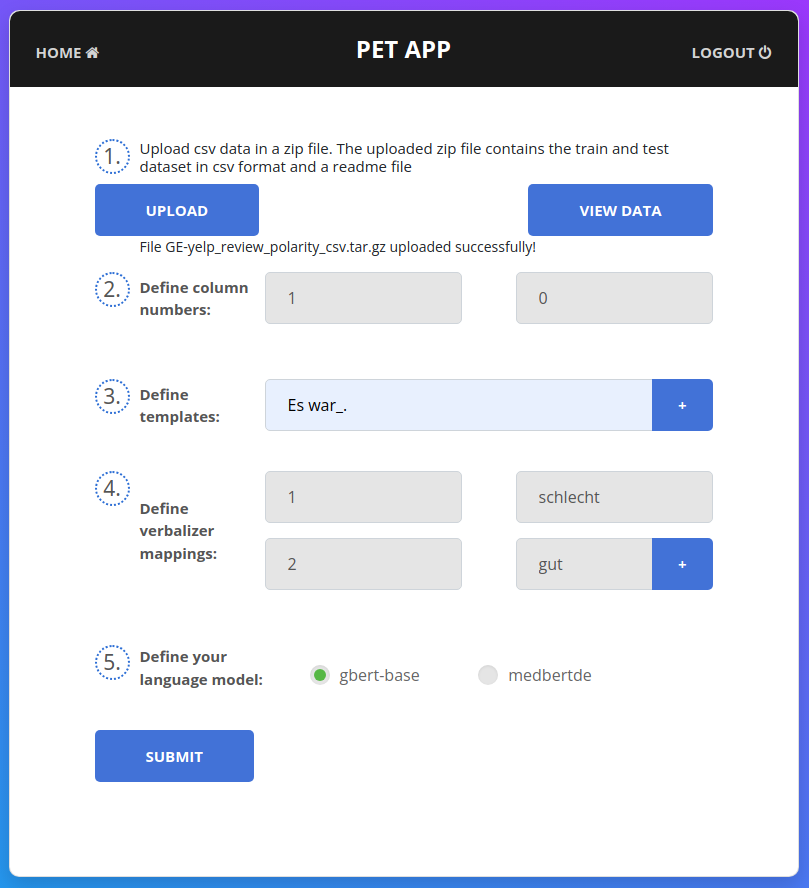 HOME
PET APP
LOGOUT
1.
Upload csv data in a zip file. The uploaded zip file contains the train and test
dataset in csv format and a readme file
UPLOAD
VIEW DATA
File GE-yelp_review_polarity_csv.tar.gz uploaded successfully!
2.
Define column
numbers:
1
0
3.
Define
templates:
Es war_.
+
4.
Define
verbalizer
mappings:
1
schlecht
2
gut
+
5.
Define your
language model:
gbert-base
medbertde
SUBMIT